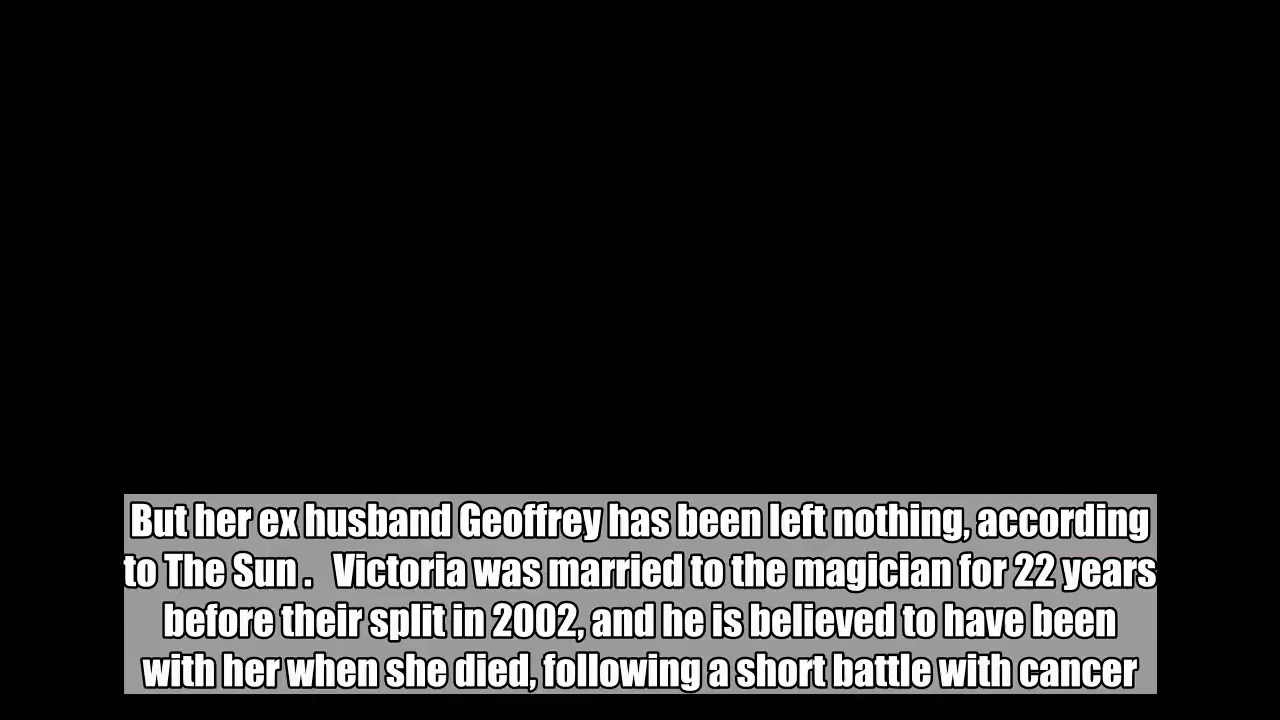 But her ex husband Geoffrey has been left nothing, according
to The Sun .   Victoria was married to the magician for 22 years
before their split in 2002, and he is believed to have been
with her when she died, following a short battle with cancer